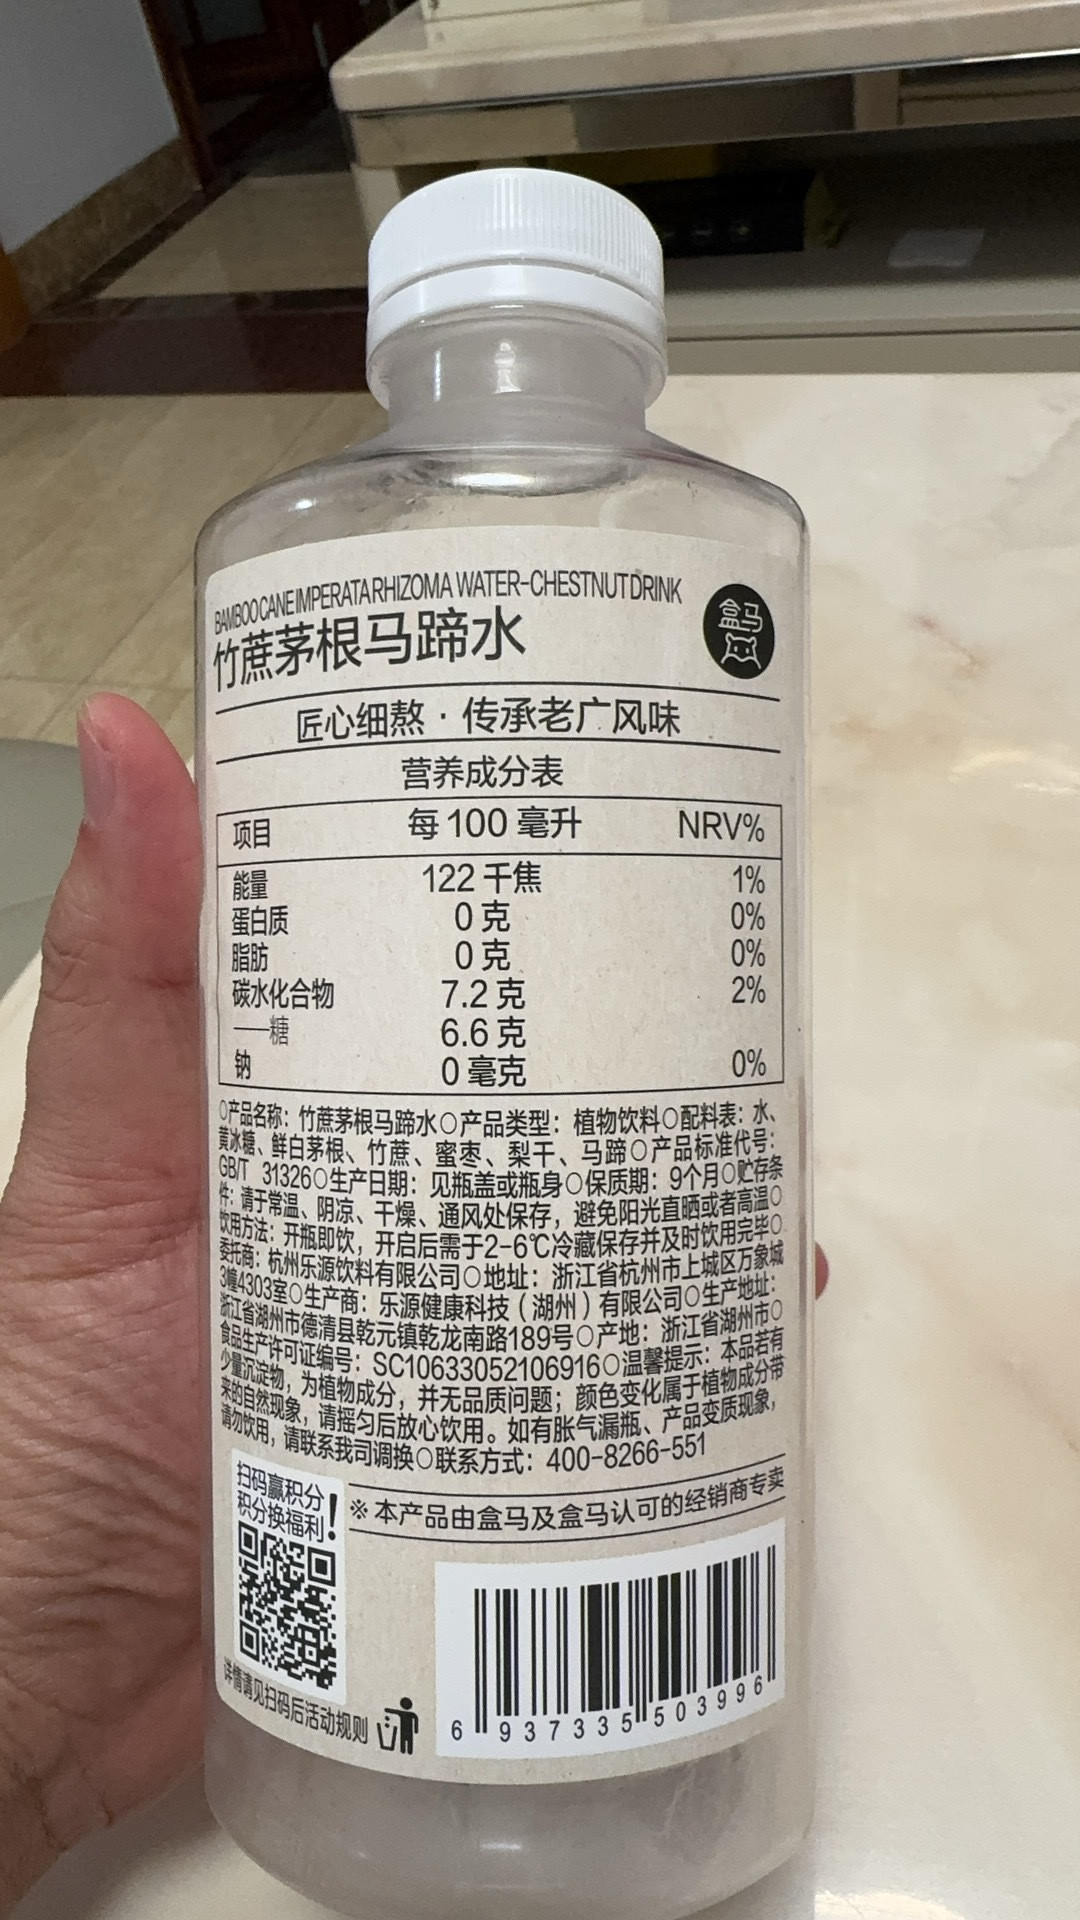 BAMBOO CANE IMPERATA RHIZOMA WATER-CHESTNUT DRINK
竹蔗茅根马蹄水
盒马
匠心细熬·传承老广风味
营养成分表
项目 每100毫升 NRV%
能量 122千焦 1%
蛋白质 0克 0%
脂肪 0克 0%
碳水化合物 7.2克 2%
——糖 6.6克
钠 0毫克 0%
○产品名称：竹蔗茅根马蹄水○产品类型：植物饮料○配料表：水、
黄冰糖、鲜白茅根、竹蔗、蜜枣、梨干、马蹄○产品标准代号：
GB/T 31326○生产日期：见瓶盖或瓶身○保质期：9个月○贮存条
件：请于常温、阴凉、干燥、通风处保存，避免阳光直晒或者高温○
饮用方法：开瓶即饮，开启后需于2-6℃冷藏保存并及时饮用完毕○
委托商：杭州乐源饮料有限公司○地址：浙江省杭州市上城区万象城
3幢4303室○生产商：乐源健康科技（湖州）有限公司○生产地址：
浙江省湖州市德清县乾元镇乾龙南路189号○产地：浙江省湖州市○
食品生产许可证编号：SC10633052106916○温馨提示：本品若有
少量沉淀物，为植物成分，并无品质问题；颜色变化属于植物成分带
来的自然现象，请摇匀后放心饮用。如有胀气漏瓶、产品变质现象，
请勿饮用，请联系我司调换○联系方式：400-8266-551
扫码赢积分
积分换福利！
※本产品由盒马及盒马认可的经销商专卖
详情请见扫码后活动规则
6 937335 503996